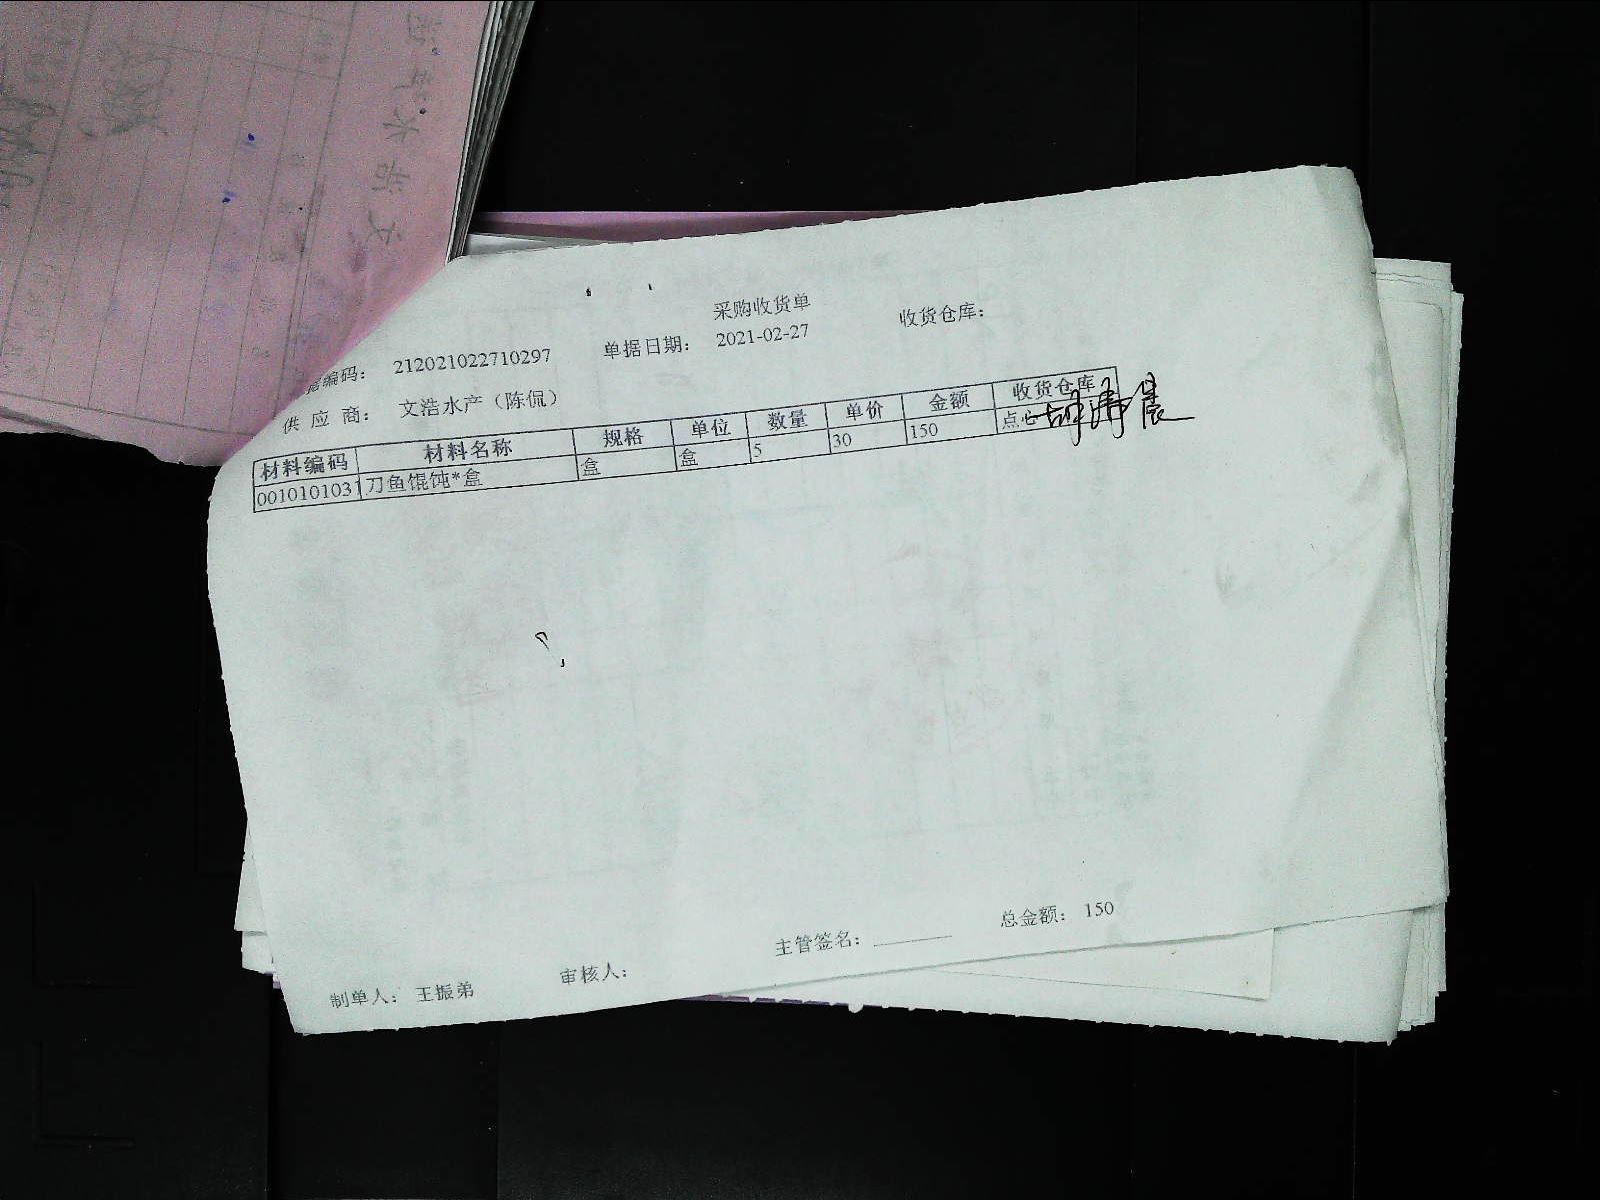 采购收货单
据编码： 212021022710297 单据日期： 2021-02-27 收货仓库：
供 应 商： 文浩水产（陈侃）
材料编码 材料名称 规格 单位 数量 单价 金额 收货仓库
001010103 刀鱼馄饨*盒 盒 盒 5 30 150 点心
制单人： 王振弟 审核人： 主管签名： 总金额： 150